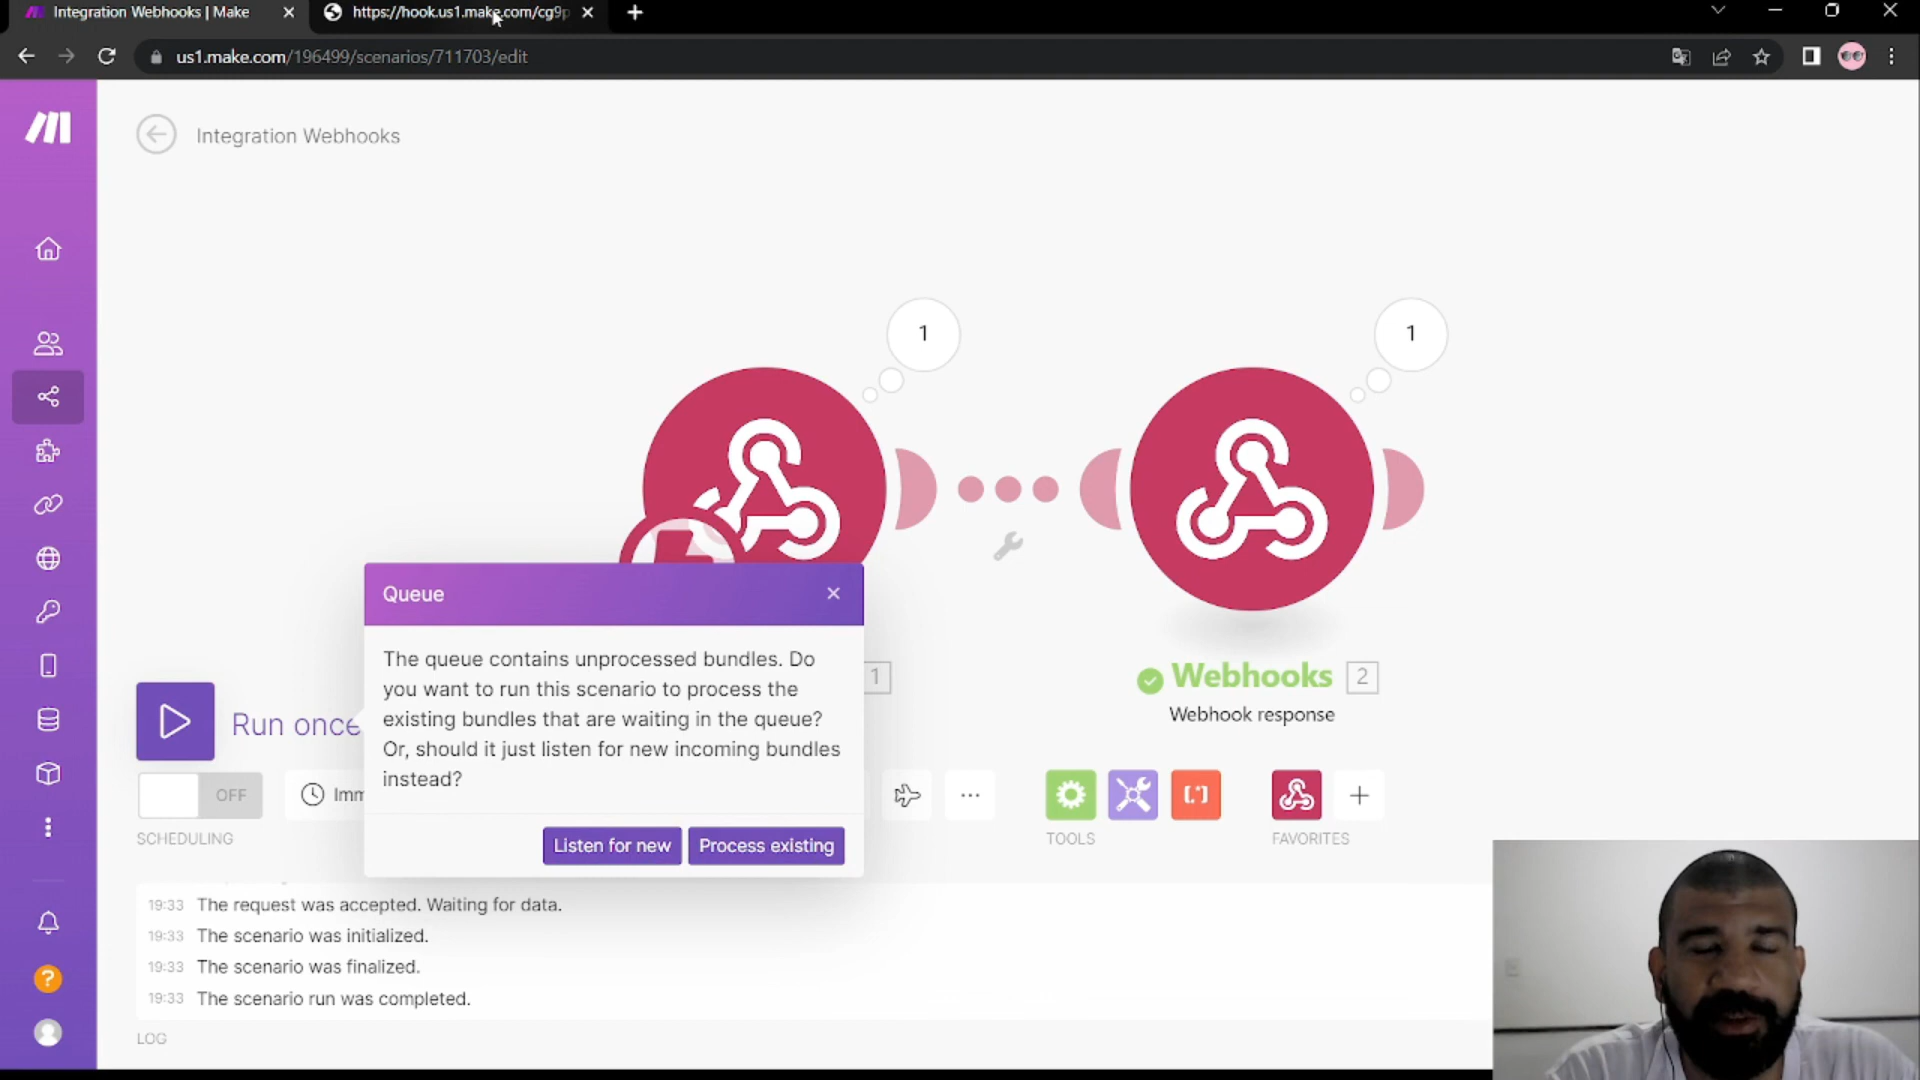 Integration Webhooks | Make
https://hook.us1.make.com/cg9p
us1.make.com/196499/scenarios/711703/edit
Integration Webhooks
1
1
Queue
The queue contains unprocessed bundles. Do
you want to run this scenario to process the
existing bundles that are waiting in the queue?
Or, should it just listen for new incoming bundles
instead?
Listen for new
Process existing
1
Webhooks 2
Webhook response
Run once
OFF
Imm
SCHEDULING
TOOLS
FAVORITES
19:33 The request was accepted. Waiting for data.
19:33 The scenario was initialized.
19:33 The scenario was finalized.
19:33 The scenario run was completed.
LOG